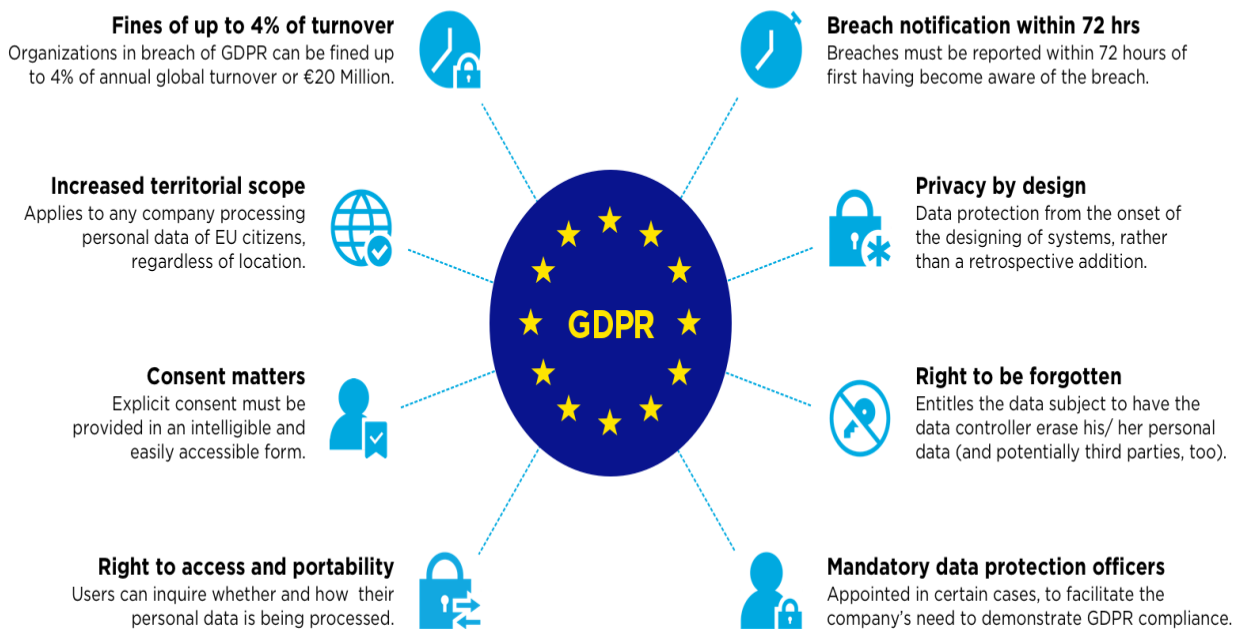 Fines of up to 4% of turnover
Organizations in breach of GDPR can be fined up
to 4% of annual global turnover or €20 Million.
Increased territorial scope
Applies to any company processing
personal data of EU citizens,
regardless of location.
Consent matters
Explicit consent must be
provided in an intelligible and
easily accessible form.
Right to access and portability
Users can inquire whether and how their
personal data is being processed.
GDPR
Breach notification within 72 hrs
Breaches must be reported within 72 hours of
first having become aware of the breach.
Privacy by design
Data protection from the onset of
the designing of systems, rather
than a retrospective addition.
Right to be forgotten
Entitles the data subject to have the
data controller erase his/ her personal
data (and potentially third parties, too).
Mandatory data protection officers
Appointed in certain cases, to facilitate the
company's need to demonstrate GDPR compliance.